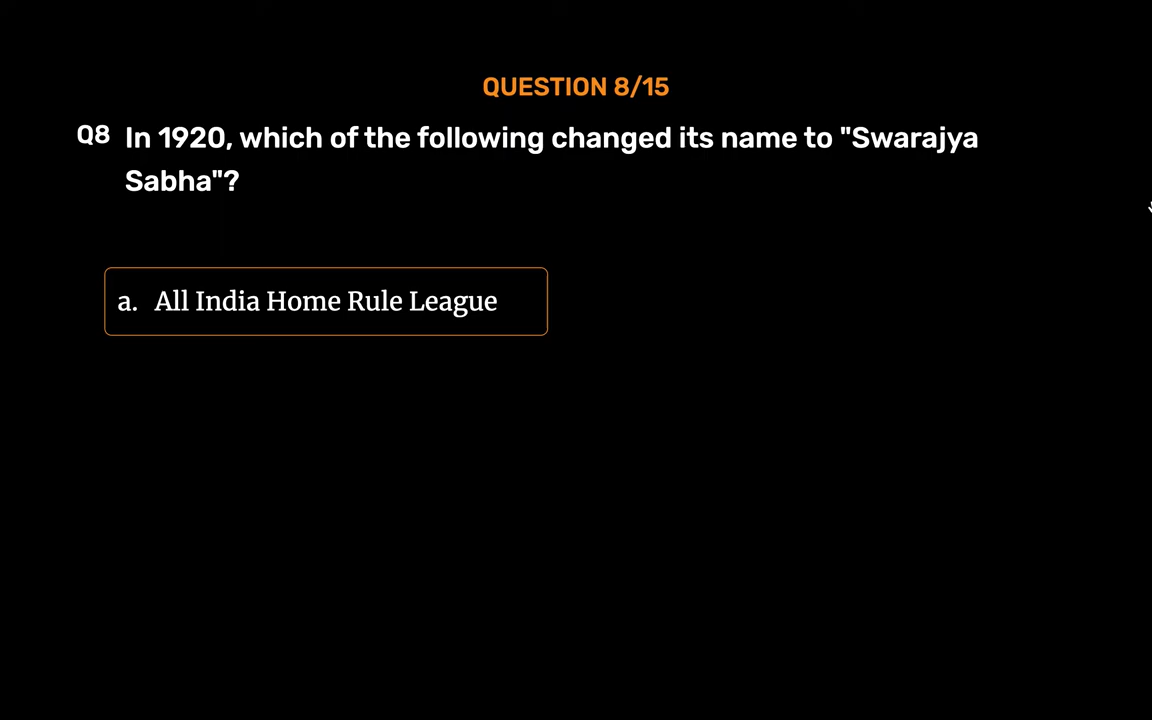 QUESTION 8/15
Q8 In 1920, which of the following changed its name to "Swarajya
Sabha"?
a. All India Home Rule League